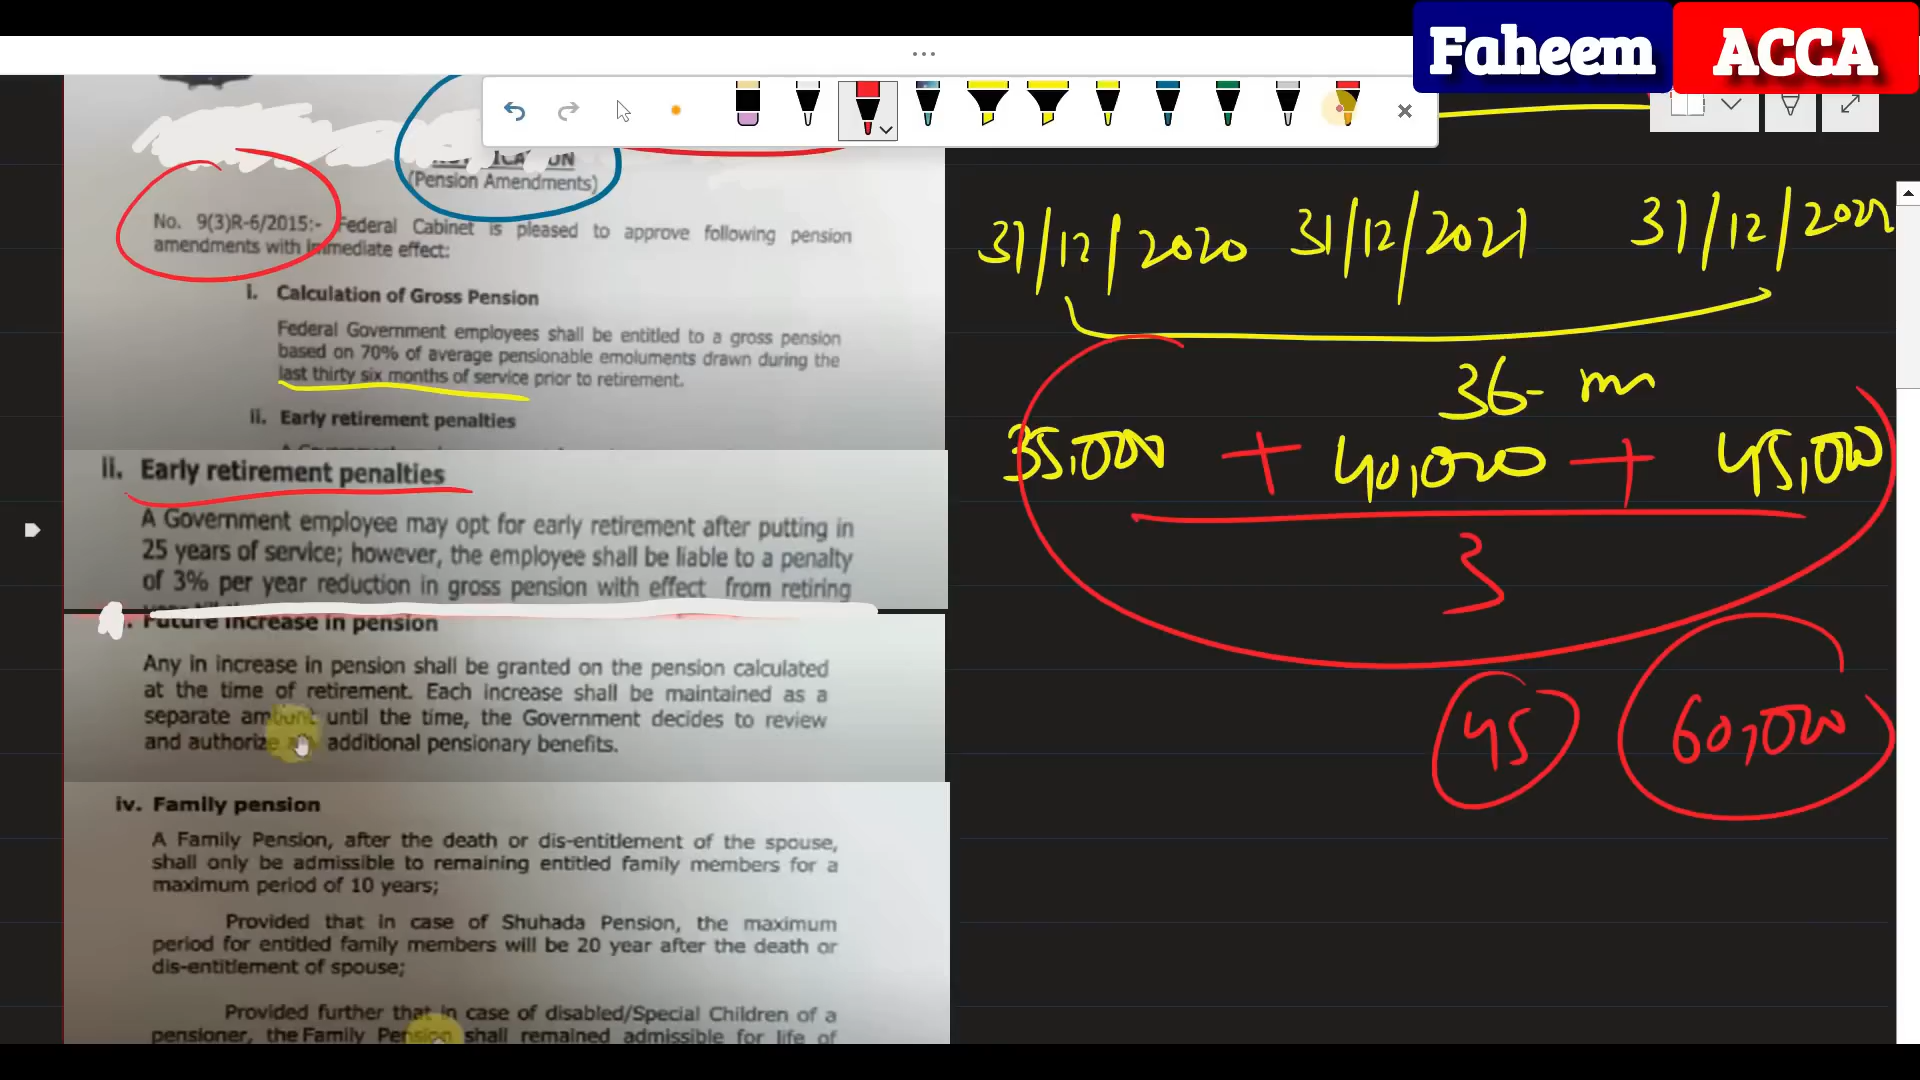 Faheem ACCA
(Pension Amendments)
No. 9(3)R-6/2015:- Federal Cabinet is pleased to approve following pension
amendments with immediate effect:
i. Calculation of Gross Pension
Federal Government employees shall be entitled to a gross pension
based on 70% of average pensionable emoluments drawn during the
last thirty six months of service prior to retirement.
ii. Early retirement penalties
ii. Early retirement penalties
A Government employee may opt for early retirement after putting in
25 years of service; however, the employee shall be liable to a penalty
of 3% per year reduction in gross pension with effect from retiring
Future increase in pension
Any in increase in pension shall be granted on the pension calculated
at the time of retirement. Each increase shall be maintained as a
separate amount until the time, the Government decides to review
and authorize additional pensionary benefits.
iv. Family pension
A Family Pension, after the death or dis-entitlement of the spouse,
shall only be admissible to remaining entitled family members for a
maximum period of 10 years;
Provided that in case of Shuhada Pension, the maximum
period for entitled family members will be 20 year after the death or
dis-entitlement of spouse;
Provided further that in case of disabled/Special Children of a
pensioner, the Family Pension shall remained admissible for life of
31/12/2020 31/12/2021 31/12/2022
36- m
35,000 + 40,000 + 45,000
3
45 60,000